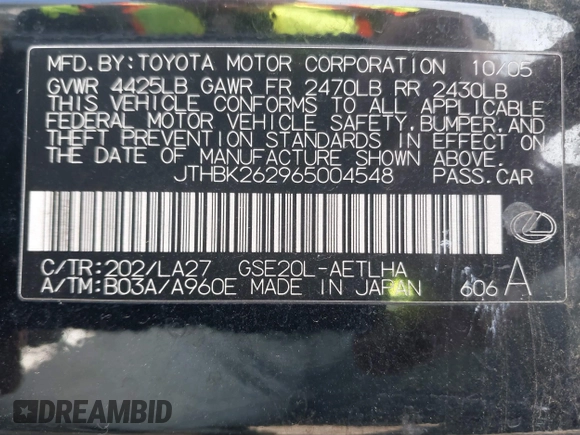 MFD.BY:TOYOTA MOTOR CORPORATION 10/05
GVWR 4425LB GAWR FR 2470LB RR 2430LB
THIS VEHICLE CONFORMS TO ALL APPLICABLE
FEDERAL MOTOR VEHICLE SAFETY,BUMPER,AND
THEFT PREVENTION STANDARDS IN EFFECT ON
THE DATE OF MANUFACTURE SHOWN ABOVE.
JTHBK262965004548 PASS.CAR
C/TR:202/LA27 GSE20L-AETLHA
A/TM:B03A/A960E MADE IN JAPAN 606 A
DREAMBID